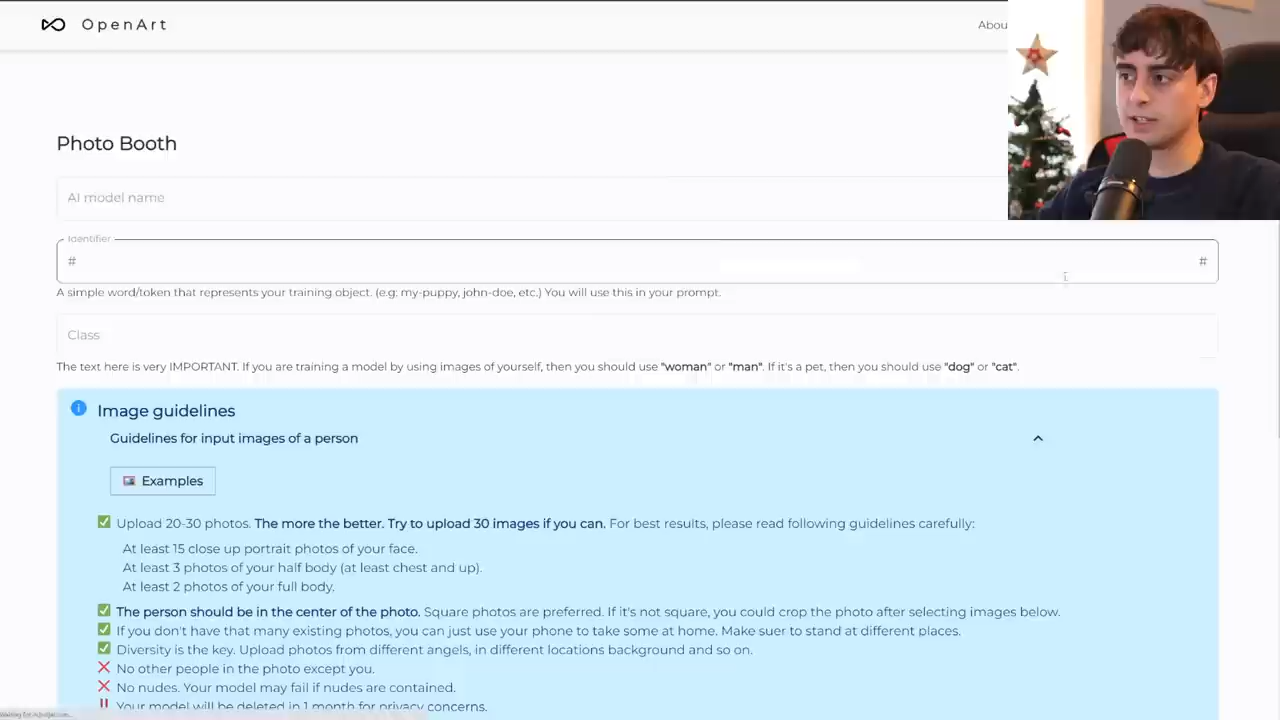 OpenArt
Abou
Photo Booth
AI model name
Identifier
# #
A simple word/token that represents your training object. (e.g: my-puppy, john-doe, etc.) You will use this in your prompt.
Class
The text here is very IMPORTANT. If you are training a model by using images of yourself, then you should use "woman" or "man". If it's a pet, then you should use "dog" or "cat".
Image guidelines
Guidelines for input images of a person
Examples
Upload 20-30 photos. The more the better. Try to upload 30 images if you can. For best results, please read following guidelines carefully:
At least 15 close up portrait photos of your face.
At least 3 photos of your half body (at least chest and up).
At least 2 photos of your full body.
The person should be in the center of the photo. Square photos are preferred. If it's not square, you could crop the photo after selecting images below.
If you don't have that many existing photos, you can just use your phone to take some at home. Make suer to stand at different places.
Diversity is the key. Upload photos from different angels, in different locations background and so on.
No other people in the photo except you.
No nudes. Your model may fail if nudes are contained.
Your model will be deleted in 1 month for privacy concerns.